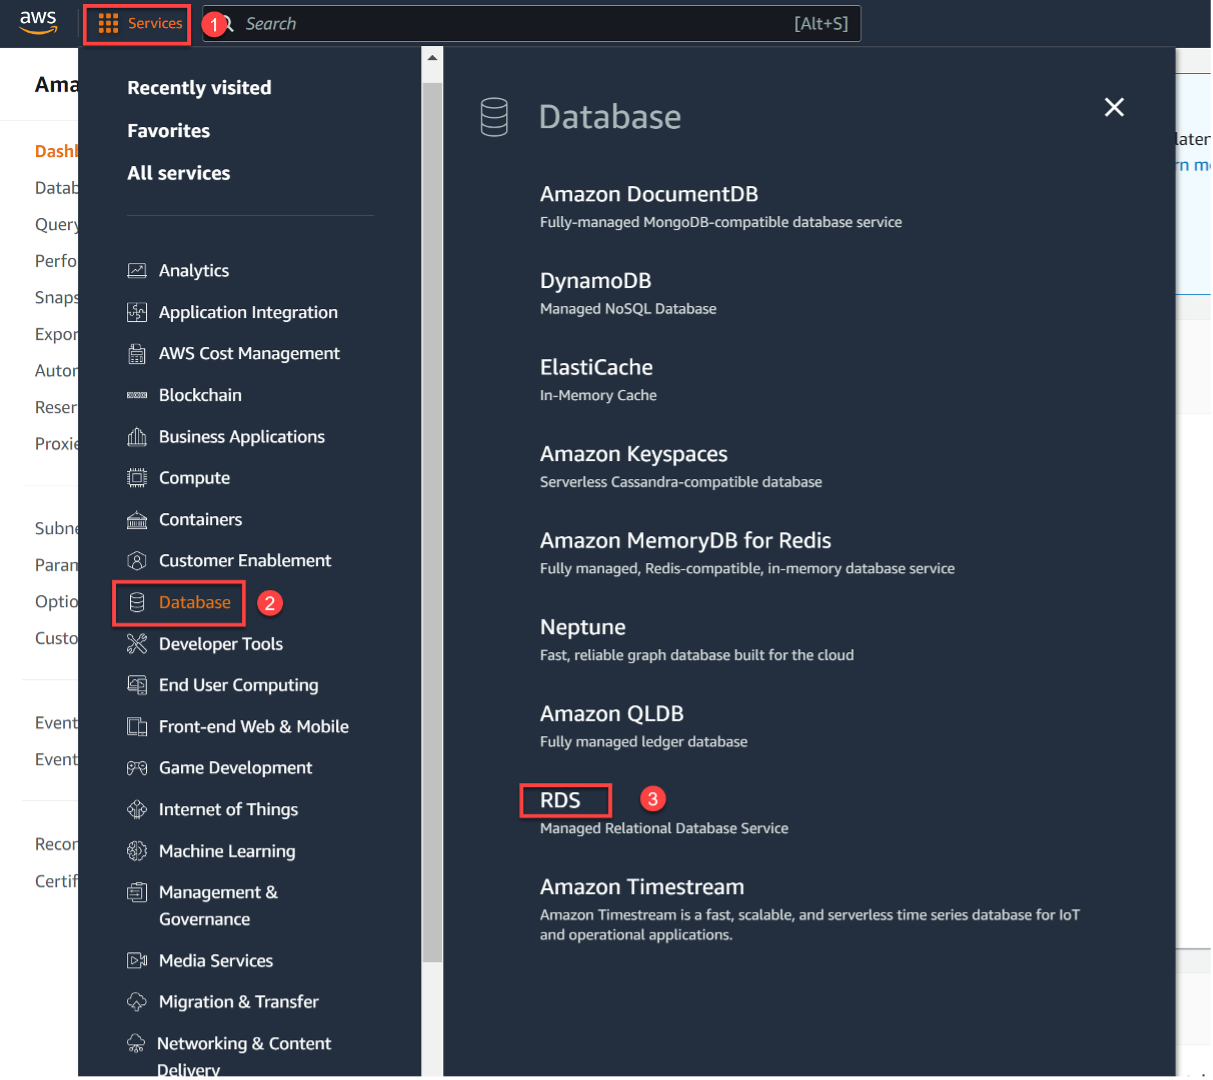 aws
Services
1
Search
[Alt+S]
Ama
Dashl
Datab
Query
Perfo
Snaps
Expor
Auton
Reser
Proxie
Subne
Param
Optio
Custo
Event
Event
Recor
Certif
Recently visited
Favorites
All services
Analytics
Application Integration
AWS Cost Management
Blockchain
Business Applications
Compute
Containers
Customer Enablement
Database
2
Developer Tools
End User Computing
Front-end Web & Mobile
Game Development
Internet of Things
Machine Learning
Management &
Governance
Media Services
Migration & Transfer
Networking & Content
Delivery
Database
Amazon DocumentDB
Fully-managed MongoDB-compatible database service
DynamoDB
Managed NoSQL Database
ElastiCache
In-Memory Cache
Amazon Keyspaces
Serverless Cassandra-compatible database
Amazon MemoryDB for Redis
Fully managed, Redis-compatible, in-memory database service
Neptune
Fast, reliable graph database built for the cloud
Amazon QLDB
Fully managed ledger database
RDS
3
Managed Relational Database Service
Amazon Timestream
Amazon Timestream is a fast, scalable, and serverless time series database for IoT
and operational applications.
later
rn m